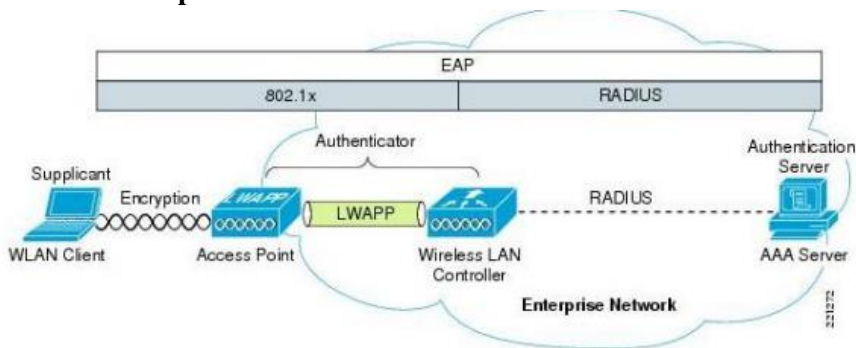 EAP
802.1x
RADIUS
Authenticator
Authentication
Server
Supplicant
Encryption
LWAPP
LWAPP
RADIUS
WLAN Client
Access Point
Wireless LAN
Controller
AAA Server
Enterprise Network
221272